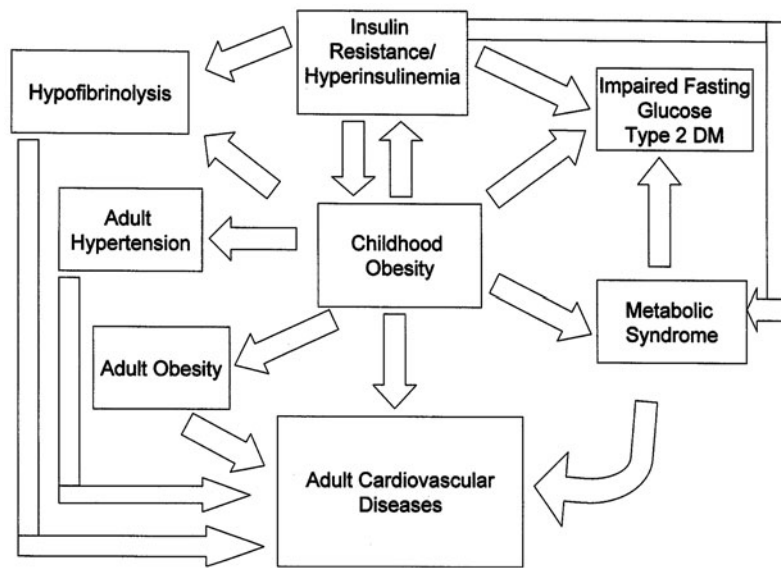 Insulin
Resistance/
Hyperinsulinemia
Hypofibrinolysis
Impaired Fasting
Glucose
Type 2 DM
Adult
Hypertension
Childhood
Obesity
Metabolic
Syndrome
Adult Obesity
Adult Cardiovascular
Diseases